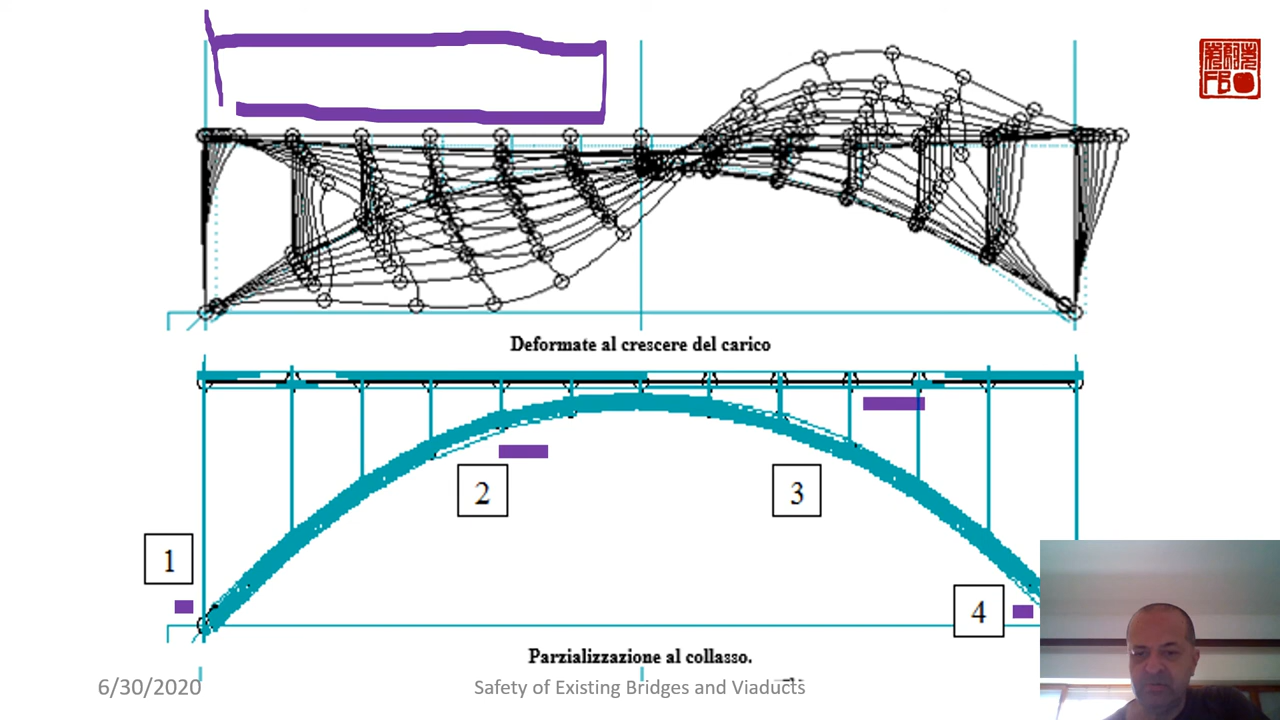 Deformate al crescere del carico
2
3
1
4
Parzializzazione al collasso.
6/30/2020
Safety of Existing Bridges and Viaducts